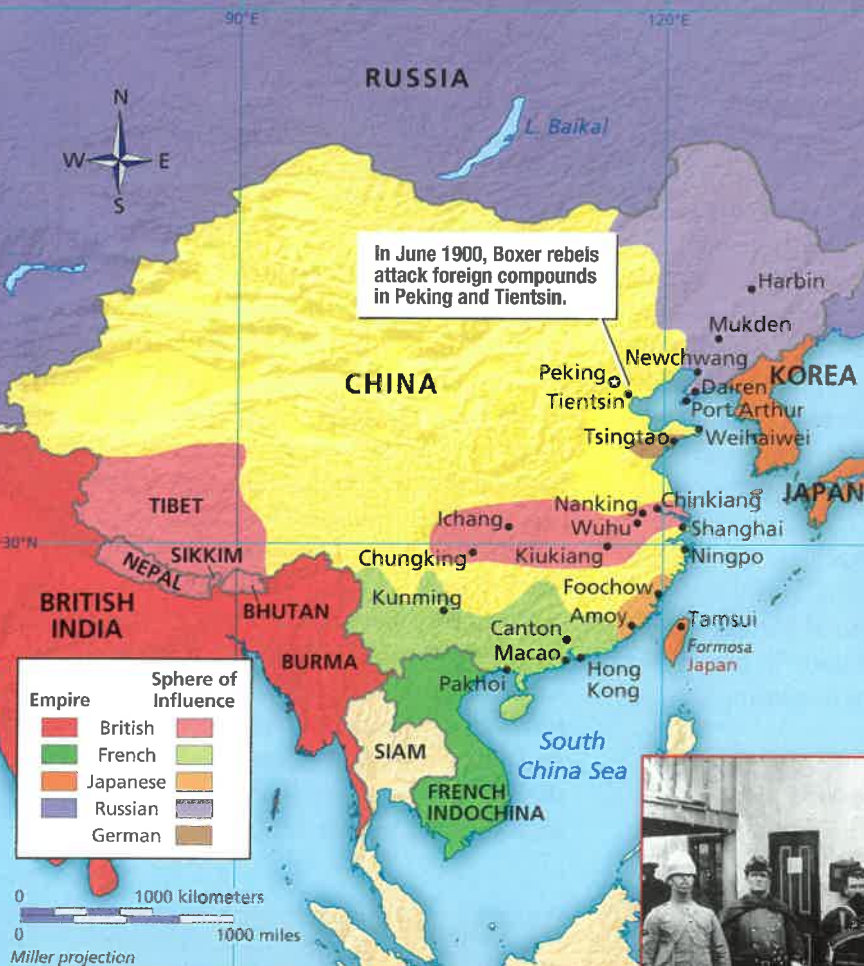 90°E
120°E
RUSSIA
N
W E
S
L. Baikal
In June 1900, Boxer rebels
attack foreign compounds
in Peking and Tientsin.
Harbin
Mukden
Newchwang
Peking
CHINA
KOREA
Dairen
Tientsin
Port Arthur
Tsingtao
Weihaiwei
TIBET
Nanking
Chinkiang
JAPAN
Ichang
Wuhu
Shanghai
30°N
SIKKIM
Chungking
Kiukiang
Ningpo
NEPAL
Foochow
BRITISH
INDIA
BHUTAN
Kunming
Amoy
Tamsui
Canton
Formosa
Japan
BURMA
Macao
Hong
Kong
Pakhoi
Empire
Sphere of
Influence
British
French
Japanese
Russian
German
SIAM
South
China Sea
FRENCH
INDOCHINA
0 1000 kilometers
0 1000 miles
Miller projection